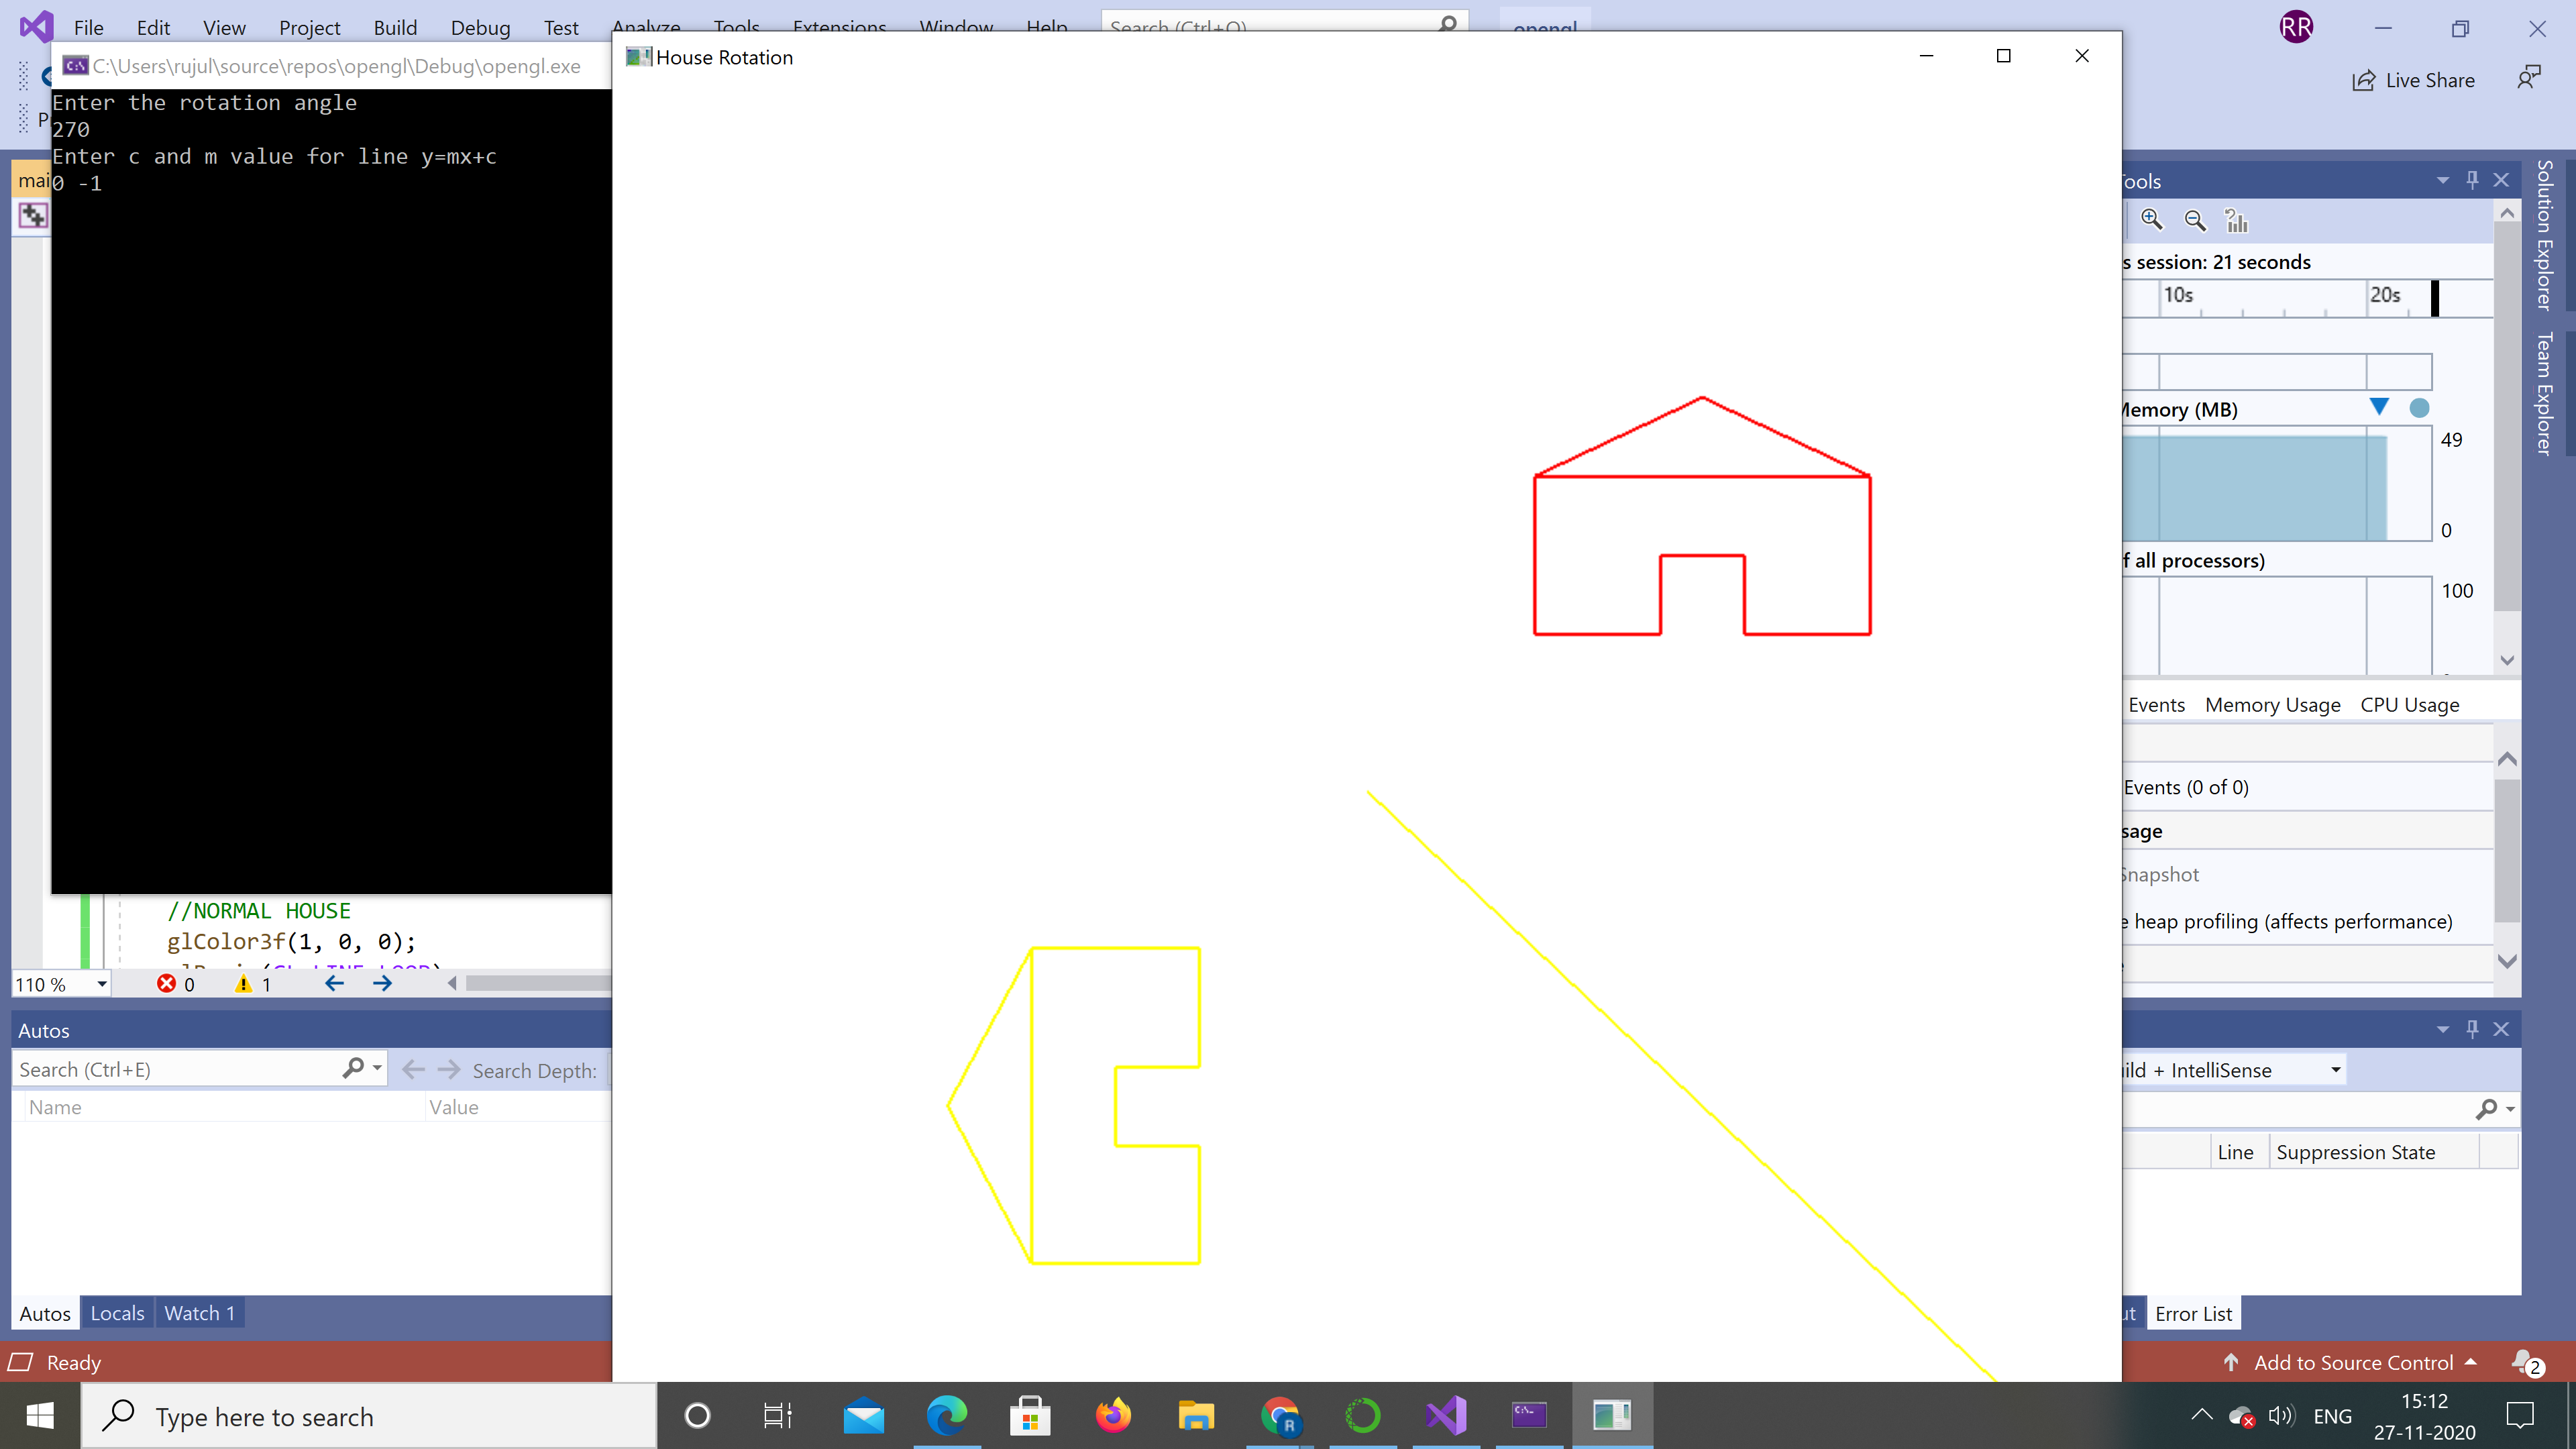 File Edit View Project Build Debug Test Analyze Tools Extensions Window Help Search (Ctrl+Q) opengl RR
C:\Users\rujul\source\repos\opengl\Debug\opengl.exe
House Rotation
Live Share
Enter the rotation angle
270
Enter c and m value for line y=mx+c
0 -1
mai
Tools
s session: 21 seconds
10s 20s
Memory (MB)
49
0
f all processors)
100
Events Memory Usage CPU Usage
Events (0 of 0)
sage
Snapshot
e heap profiling (affects performance)
Solution Explorer
Team Explorer
//NORMAL HOUSE
glColor3f(1, 0, 0);
110 % 0 1
Autos
Search (Ctrl+E) Search Depth:
Name Value
ild + IntelliSense
Line Suppression State
Autos Locals Watch 1
ut Error List
Ready
Add to Source Control 2
Type here to search
R
ENG
15:12
27-11-2020